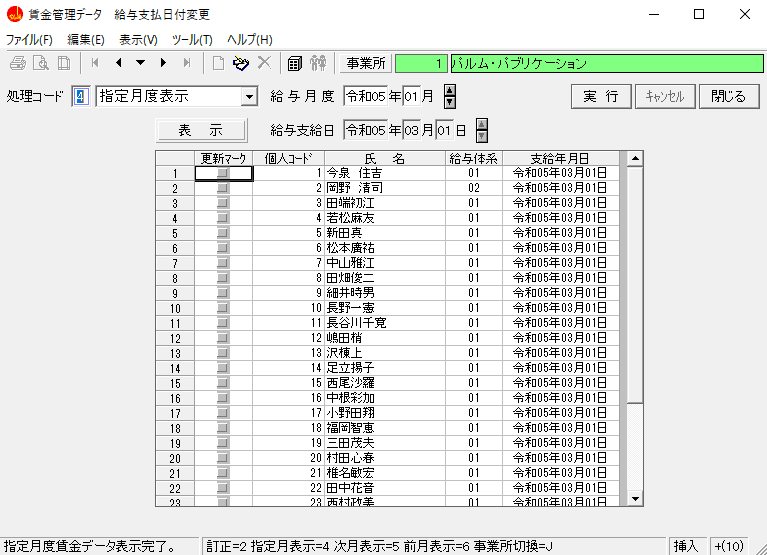 賃金管理データ　給与支払日付変更
ファイル(F)　編集(E)　表示(V)　ツール(T)　ヘルプ(H)
事業所　1　パルム・パブリケーション
処理コード　4　指定月度表示　給与月度　令和05年01月　実行　キャンセル　閉じる
表示　給与支給日　令和05年03月01日
更新マーク　個人コード　氏　名　給与体系　支給年月日
1　1　今泉　住吉　01　令和05年03月01日
2　2　岡野　清司　02　令和05年03月01日
3　3　田端初江　01　令和05年03月01日
4　4　若松麻友　01　令和05年03月01日
5　5　新田真　01　令和05年03月01日
6　6　松本廣祐　01　令和05年03月01日
7　7　中山雅江　01　令和05年03月01日
8　8　田畑俊二　01　令和05年03月01日
9　9　細井時男　01　令和05年03月01日
10　10　長野一憲　01　令和05年03月01日
11　11　長谷川千寛　01　令和05年03月01日
12　12　嶋田梢　01　令和05年03月01日
13　13　沢棟上　01　令和05年03月01日
14　14　足立揚子　01　令和05年03月01日
15　15　西尾沙羅　01　令和05年03月01日
16　16　中根彩加　01　令和05年03月01日
17　17　小野田翔　01　令和05年03月01日
18　18　福岡智恵　01　令和05年03月01日
19　19　三田茂夫　01　令和05年03月01日
20　20　村田心春　01　令和05年03月01日
21　21　椎名敏宏　01　令和05年03月01日
22　22　田中花音　01　令和05年03月01日
23　23　西村政美　01　令和05年03月01日
指定月度賃金データ表示完了。　訂正=2 指定月表示=4 次月表示=5 前月表示=6 事業所切換=J　挿入　+(10)